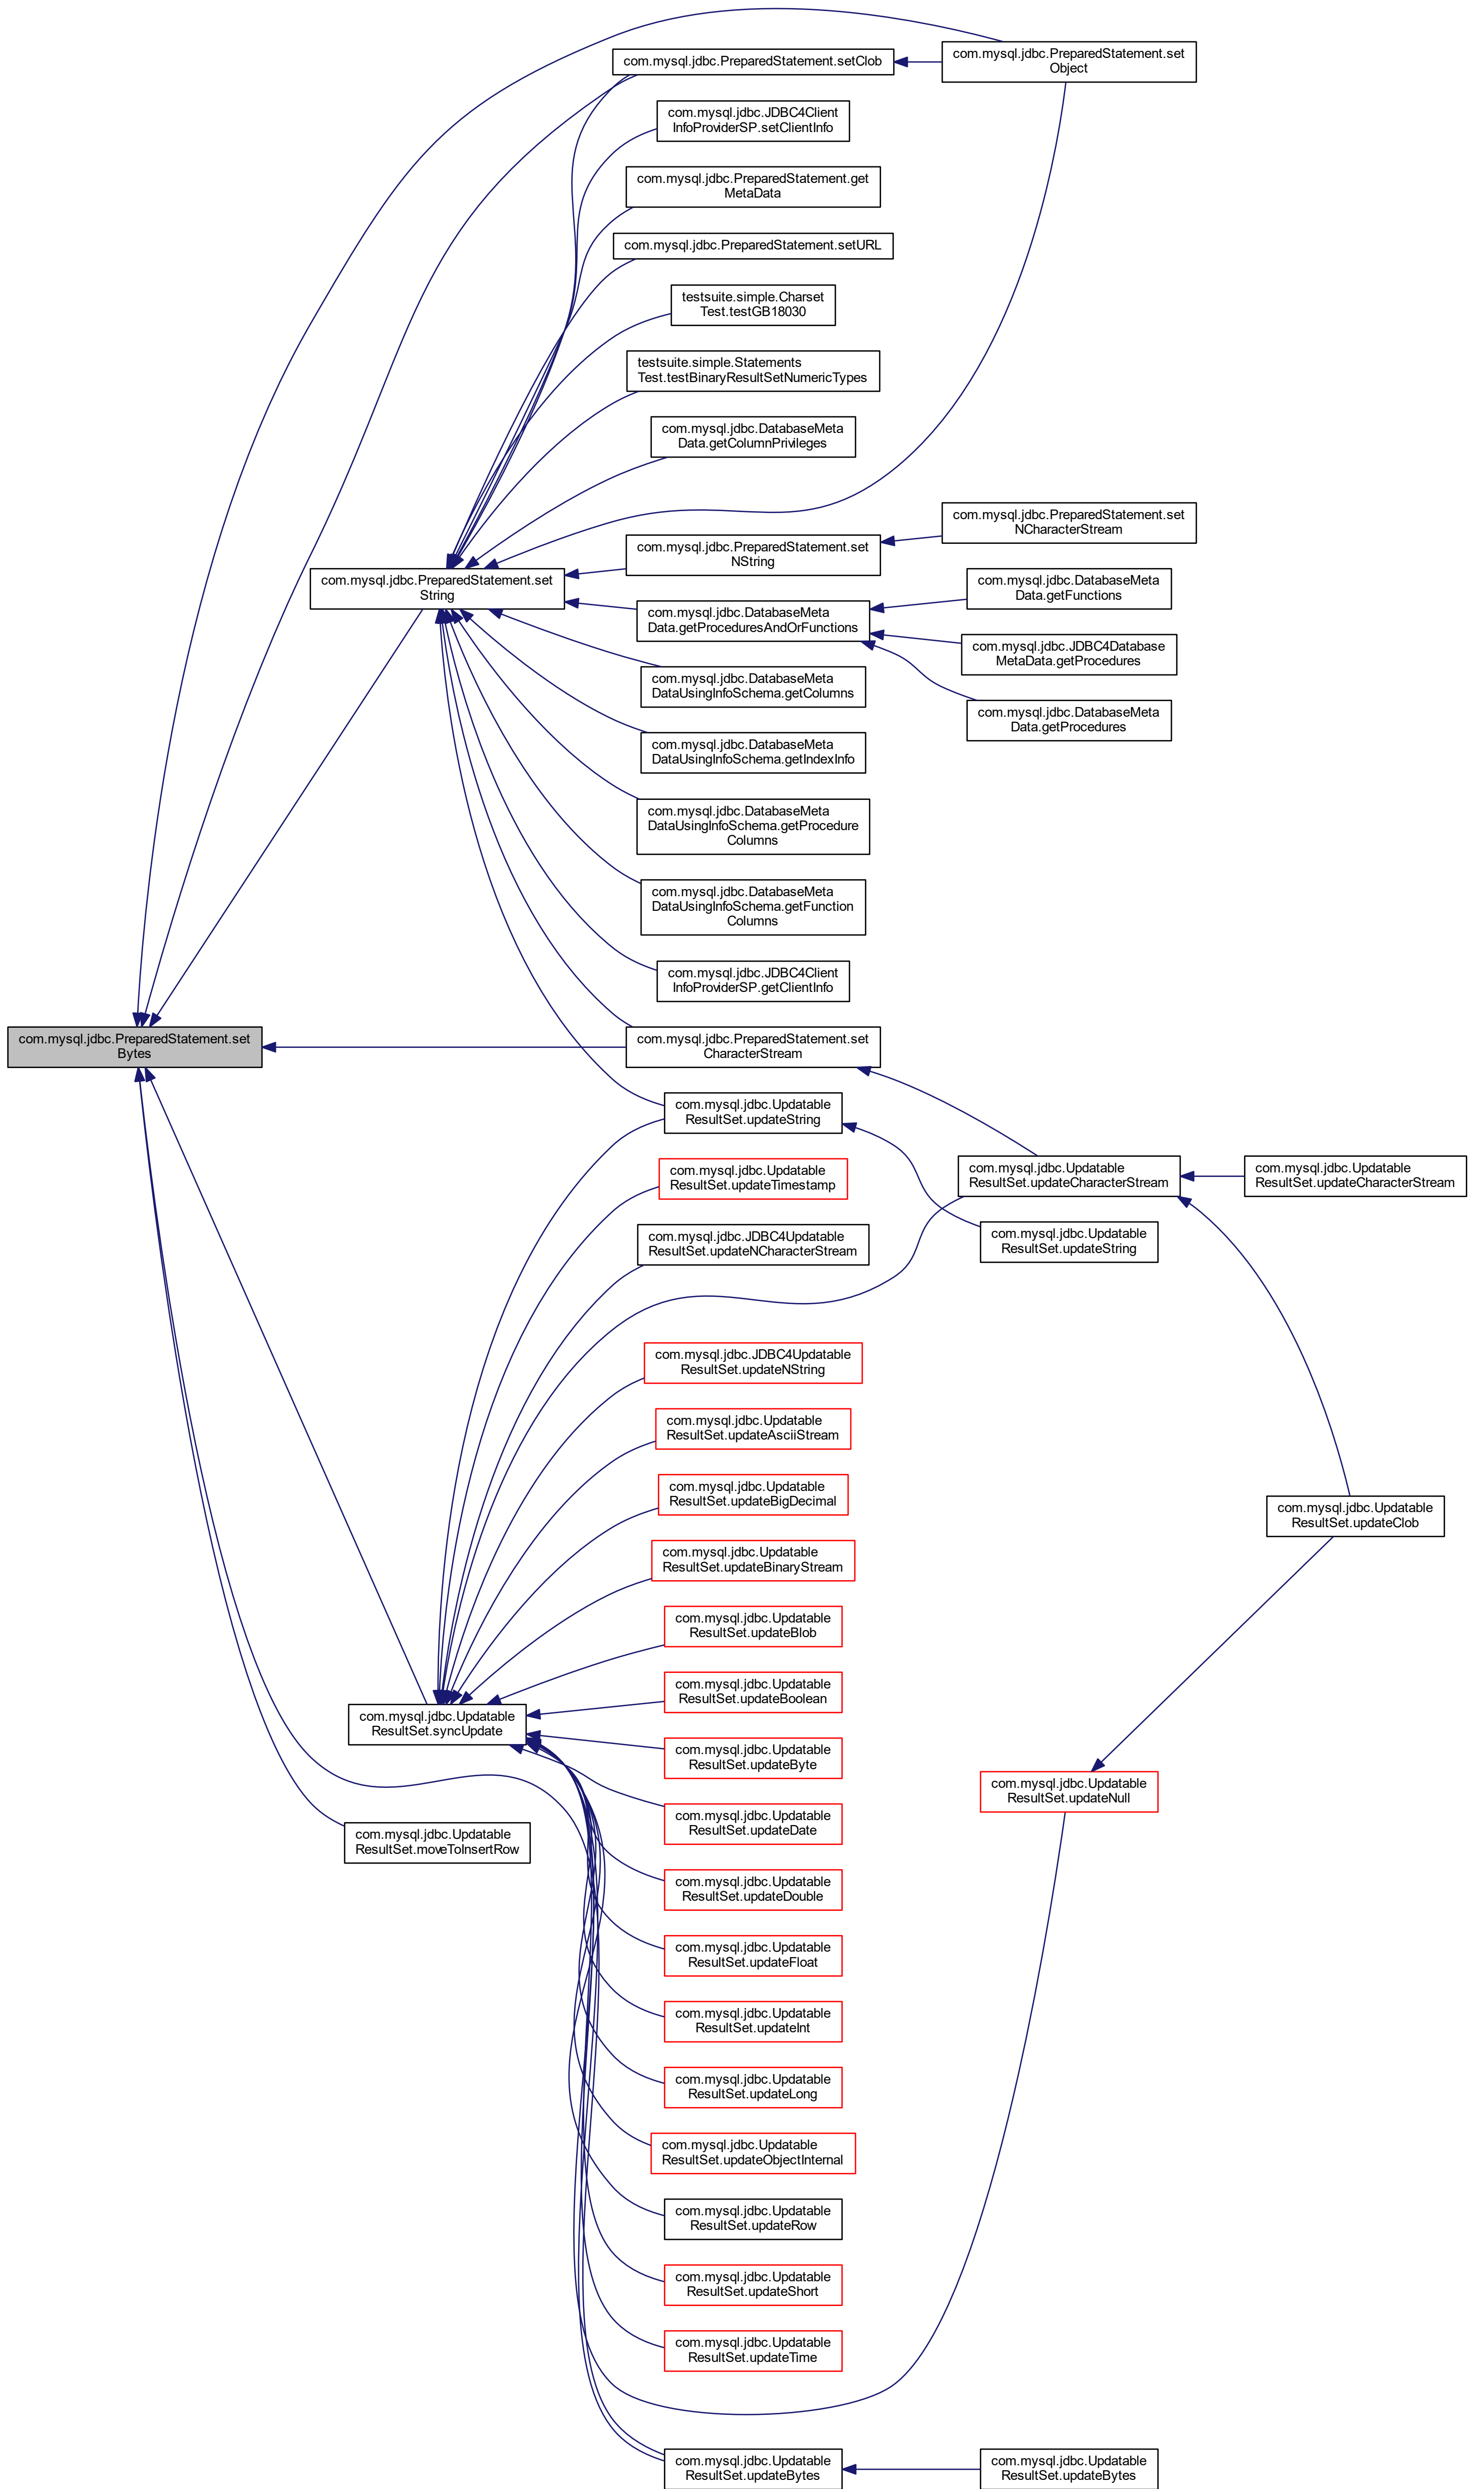 com.mysql.jdbc.PreparedStatement.set
Object
com.mysql.jdbc.PreparedStatement.setClob
com.mysql.jdbc.JDBC4Client
InfoProviderSP.setClientInfo
com.mysql.jdbc.PreparedStatement.get
MetaData
com.mysql.jdbc.PreparedStatement.setURL
testsuite.simple.Charset
Test.testGB18030
testsuite.simple.Statements
Test.testBinaryResultSetNumericTypes
com.mysql.jdbc.DatabaseMeta
Data.getColumnPrivileges
com.mysql.jdbc.PreparedStatement.set
NCharacterStream
com.mysql.jdbc.PreparedStatement.set
NString
com.mysql.jdbc.PreparedStatement.set
String
com.mysql.jdbc.DatabaseMeta
Data.getFunctions
com.mysql.jdbc.DatabaseMeta
Data.getProceduresAndOrFunctions
com.mysql.jdbc.JDBC4Database
MetaData.getProcedures
com.mysql.jdbc.DatabaseMeta
DataUsingInfoSchema.getColumns
com.mysql.jdbc.DatabaseMeta
Data.getProcedures
com.mysql.jdbc.DatabaseMeta
DataUsingInfoSchema.getIndexInfo
com.mysql.jdbc.DatabaseMeta
DataUsingInfoSchema.getProcedure
Columns
com.mysql.jdbc.DatabaseMeta
DataUsingInfoSchema.getFunction
Columns
com.mysql.jdbc.JDBC4Client
InfoProviderSP.getClientInfo
com.mysql.jdbc.PreparedStatement.set
Bytes
com.mysql.jdbc.PreparedStatement.set
CharacterStream
com.mysql.jdbc.Updatable
ResultSet.updateString
com.mysql.jdbc.Updatable
ResultSet.updateTimestamp
com.mysql.jdbc.Updatable
ResultSet.updateCharacterStream
com.mysql.jdbc.Updatable
ResultSet.updateCharacterStream
com.mysql.jdbc.JDBC4Updatable
ResultSet.updateNCharacterStream
com.mysql.jdbc.Updatable
ResultSet.updateString
com.mysql.jdbc.JDBC4Updatable
ResultSet.updateNString
com.mysql.jdbc.Updatable
ResultSet.updateAsciiStream
com.mysql.jdbc.Updatable
ResultSet.updateBigDecimal
com.mysql.jdbc.Updatable
ResultSet.updateClob
com.mysql.jdbc.Updatable
ResultSet.updateBinaryStream
com.mysql.jdbc.Updatable
ResultSet.updateBlob
com.mysql.jdbc.Updatable
ResultSet.updateBoolean
com.mysql.jdbc.Updatable
ResultSet.syncUpdate
com.mysql.jdbc.Updatable
ResultSet.updateByte
com.mysql.jdbc.Updatable
ResultSet.updateNull
com.mysql.jdbc.Updatable
ResultSet.updateDate
com.mysql.jdbc.Updatable
ResultSet.moveToInsertRow
com.mysql.jdbc.Updatable
ResultSet.updateDouble
com.mysql.jdbc.Updatable
ResultSet.updateFloat
com.mysql.jdbc.Updatable
ResultSet.updateInt
com.mysql.jdbc.Updatable
ResultSet.updateLong
com.mysql.jdbc.Updatable
ResultSet.updateObjectInternal
com.mysql.jdbc.Updatable
ResultSet.updateRow
com.mysql.jdbc.Updatable
ResultSet.updateShort
com.mysql.jdbc.Updatable
ResultSet.updateTime
com.mysql.jdbc.Updatable
ResultSet.updateBytes
com.mysql.jdbc.Updatable
ResultSet.updateBytes